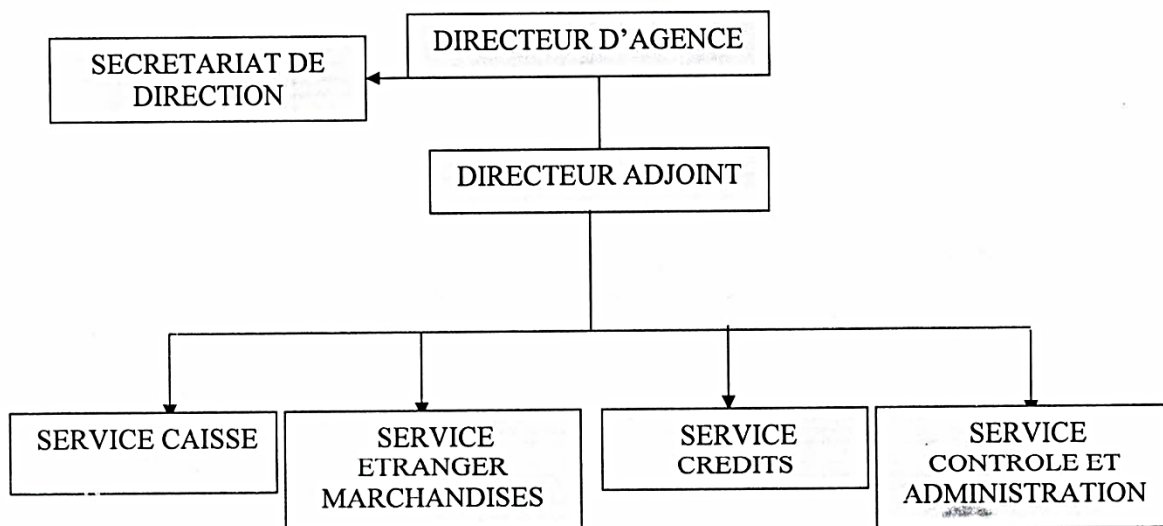 DIRECTEUR D'AGENCE
SECRETARIAT DE
DIRECTION
DIRECTEUR ADJOINT
SERVICE CAISSE
SERVICE
ETRANGER
MARCHANDISES
SERVICE
CREDITS
SERVICE
CONTROLE ET
ADMINISTRATION